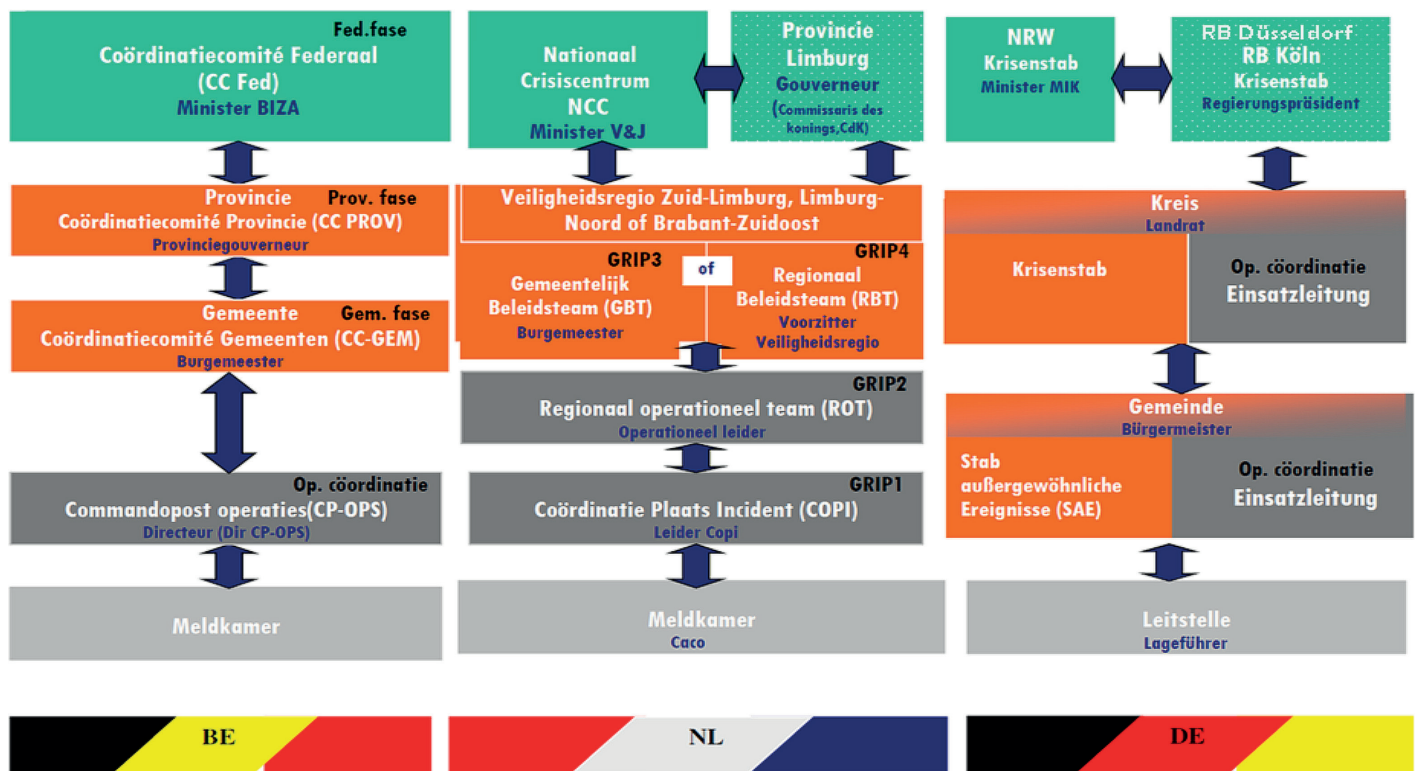 Fed.fase
Coördinatiecomité Federaal
(CC Fed)
Minister BIZA
Provincie
Prov. fase
Coördinatiecomité Provincie (CC PROV)
Provinciegouverneur
Gemeente
Gem. fase
Coördinatiecomité Gemeenten (CC-GEM)
Burgemeester
Op. cöordinatie
Commandopost operaties(CP-OPS)
Directeur (Dir CP-OPS)
Meldkamer
BE
Nationaal
Crisiscentrum
NCC
Minister V&J
Provincie
Limburg
Gouverneur
(Commissaris des
konings,CdK)
Veiligheidsregio Zuid-Limburg, Limburg-
Noord of Brabant-Zuidoost
GRIP3
Gemeentelijk
Beleidsteam (GBT)
Burgemeester
of
GRIP4
Regionaal
Beleidsteam (RBT)
Voorzitter
Veiligheidsregio
GRIP2
Regionaal operationeel team (ROT)
Operationeel leider
GRIP1
Coördinatie Plaats Incident (COPI)
Leider Copi
Meldkamer
Caco
NL
NRW
Krisenstab
Minister MIK
RB Düsseldorf
RB Köln
Krisenstab
Regierungspräsident
Kreis
Landrat
Krisenstab
Op. cöordinatie
Einsatzleitung
Gemeinde
Bürgermeister
Stab
außergewöhnliche
Ereignisse (SAE)
Op. cöordinatie
Einsatzleitung
Leitstelle
Lageführer
DE